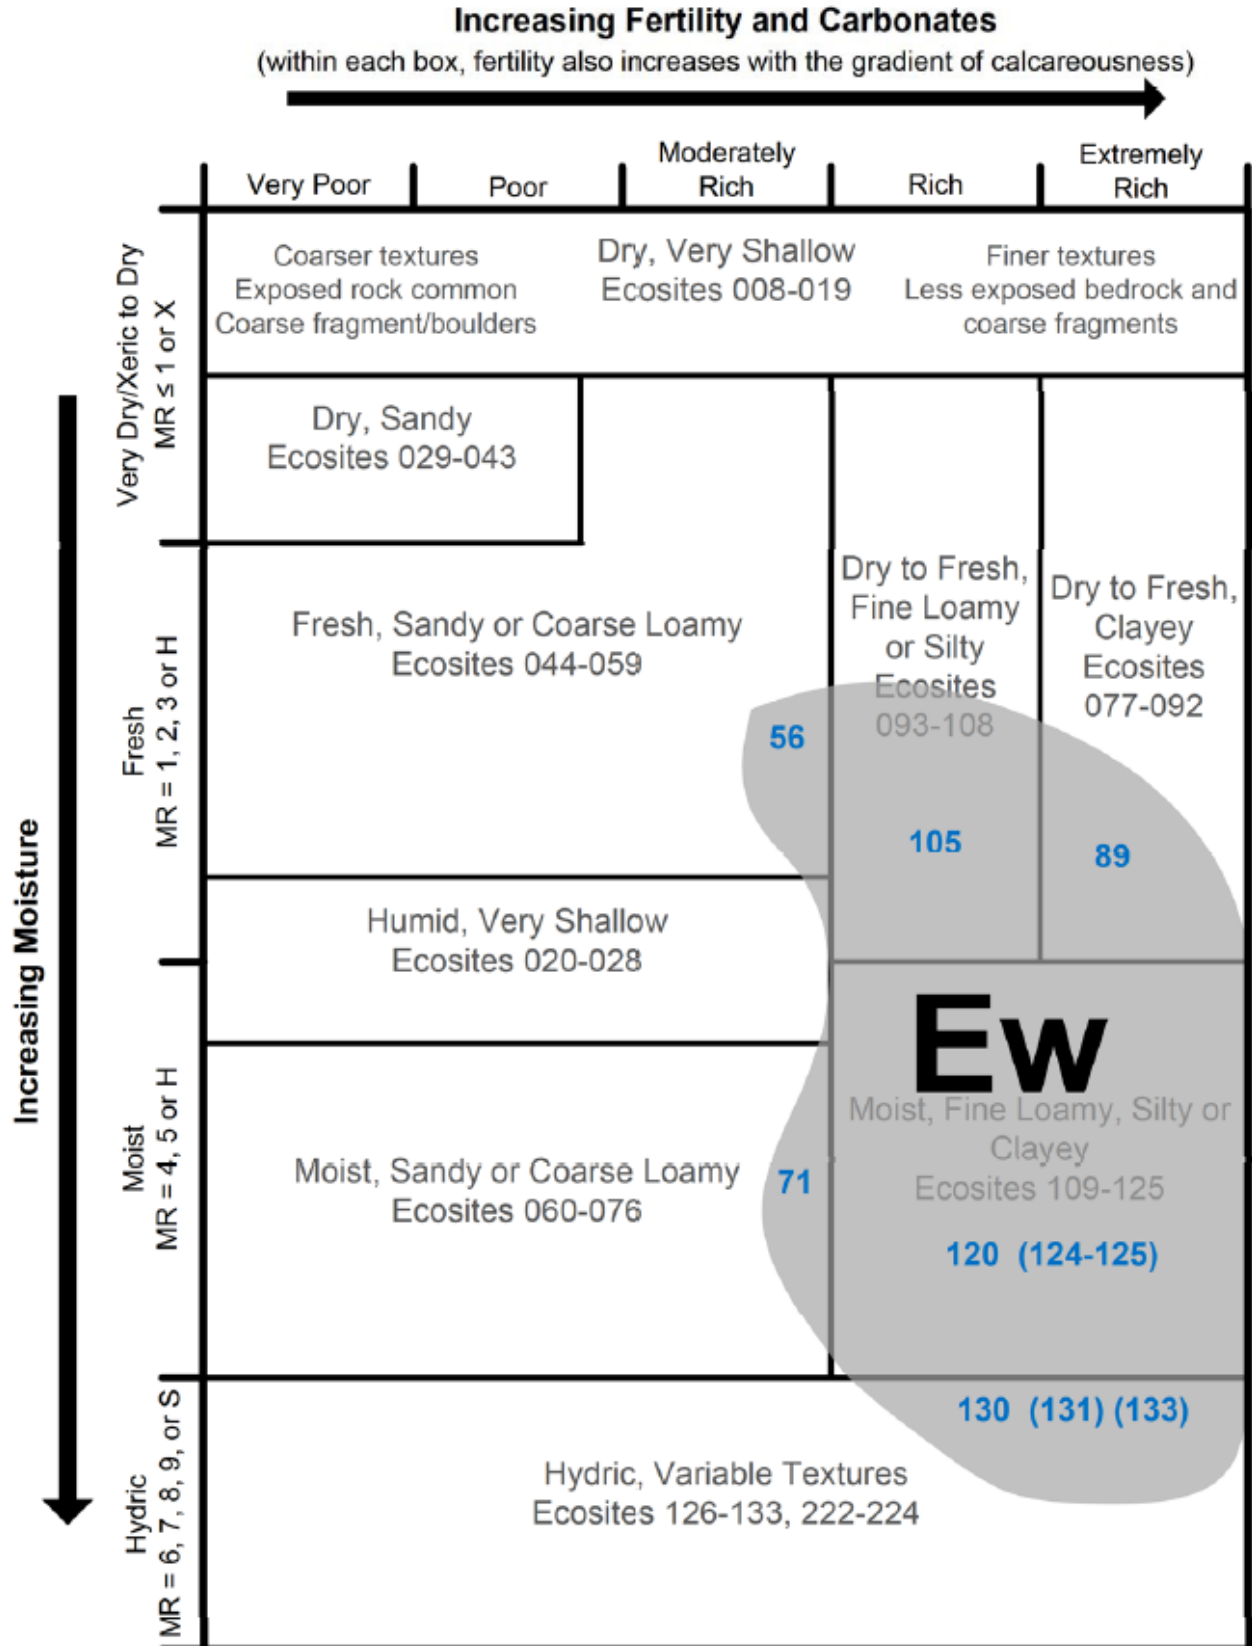 Increasing Fertility and Carbonates
(within each box, fertility also increases with the gradient of calcareousness)
Very Poor
Poor
Moderately
Rich
Rich
Extremely
Rich
Very Dry/Xeric to Dry
MR ≤ 1 or X
Coarser textures
Exposed rock common
Coarse fragment/boulders
Dry, Very Shallow
Ecosites 008-019
Finer textures
Less exposed bedrock and
coarse fragments
Dry, Sandy
Ecosites 029-043
Fresh
MR = 1, 2, 3 or H
Fresh, Sandy or Coarse Loamy
Ecosites 044-059
56
Dry to Fresh,
Fine Loamy
or Silty
Ecosites
093-108
105
Dry to Fresh,
Clayey
Ecosites
077-092
89
Humid, Very Shallow
Ecosites 020-028
Increasing Moisture
Moist
MR = 4, 5 or H
Moist, Sandy or Coarse Loamy
Ecosites 060-076
71
Ew
Moist, Fine Loamy, Silty or
Clayey
Ecosites 109-125
120 (124-125)
Hydric
MR = 6, 7, 8, 9, or S
130 (131) (133)
Hydric, Variable Textures
Ecosites 126-133, 222-224